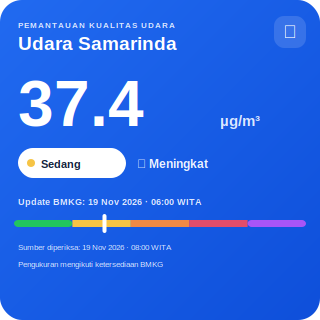 PEMANTAUAN KUALITAS UDARA
Udara Samarinda
37.4
µg/m³
Sedang
Meningkat
Update BMKG: 19 Nov 2026 · 06:00 WITA
Sumber diperiksa: 19 Nov 2026 · 08:00 WITA
Pengukuran mengikuti ketersediaan BMKG